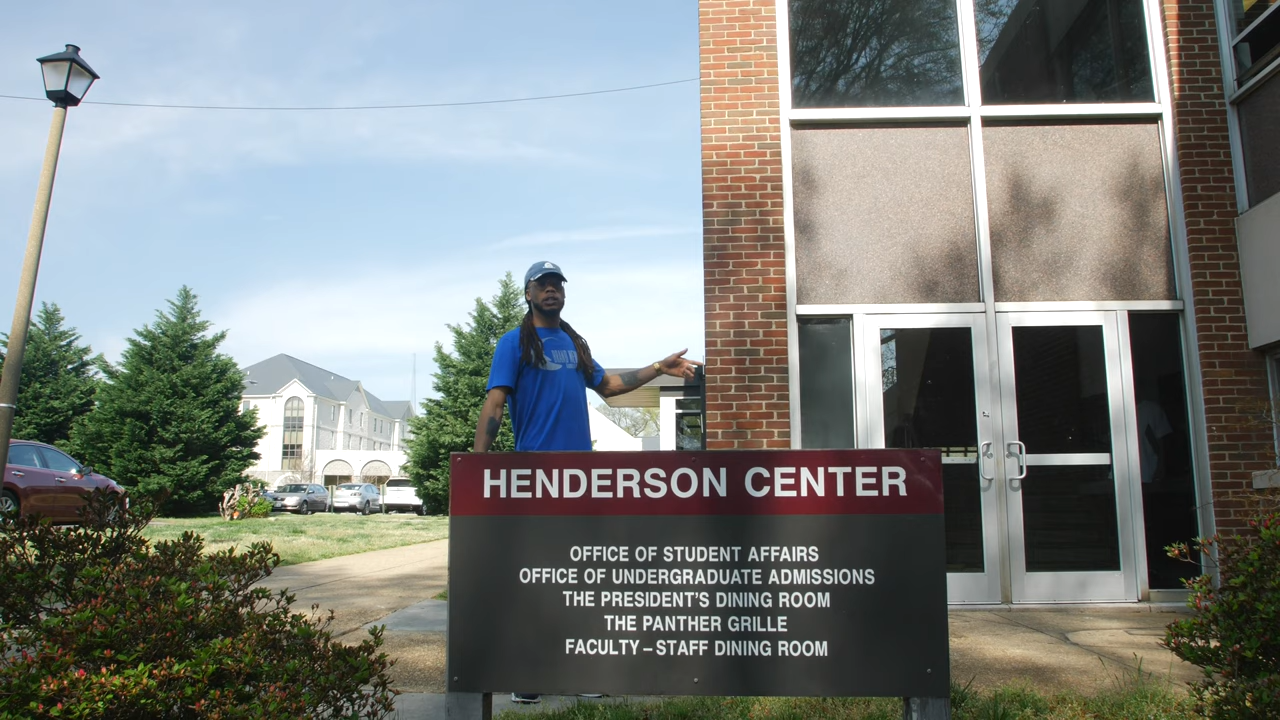 HENDERSON CENTER
OFFICE OF STUDENT AFFAIRS
OFFICE OF UNDERGRADUATE ADMISSIONS
THE PRESIDENT'S DINING ROOM
THE PANTHER GRILLE
FACULTY – STAFF DINING ROOM